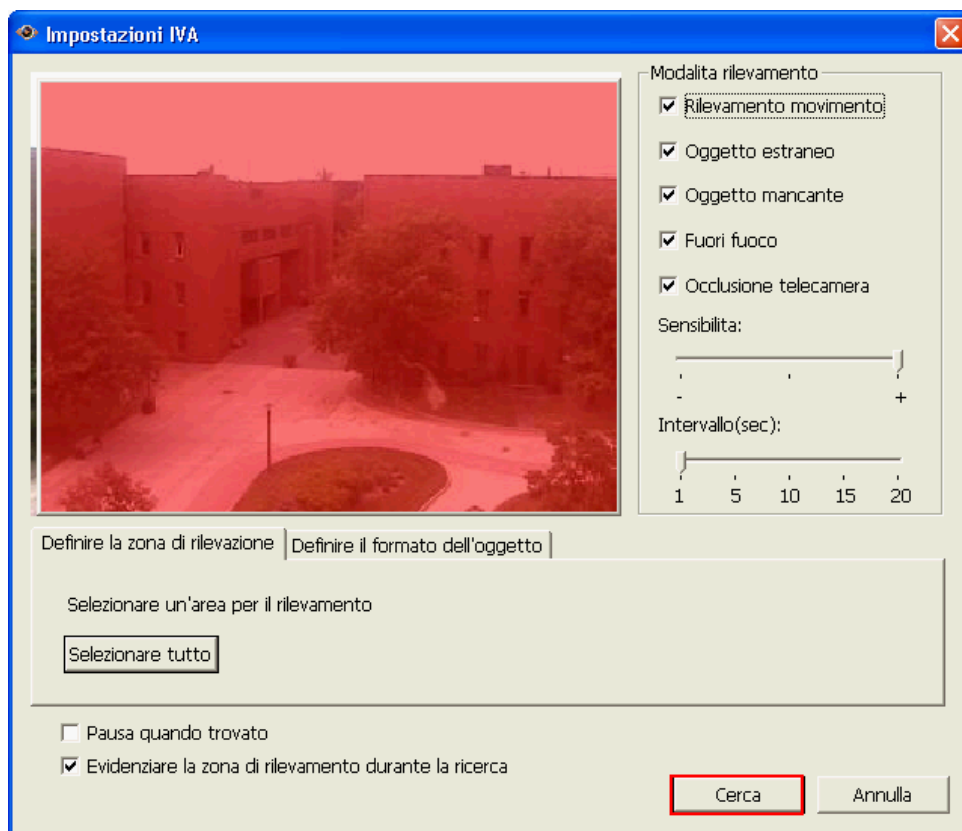 Impostazioni IVA
Modalita rilevamento
Rilevamento movimento
Oggetto estraneo
Oggetto mancante
Fuori fuoco
Occlusione telecamera
Sensibilita:
- +
Intervallo(sec):
1 5 10 15 20
Definire la zona di rilevazione
Definire il formato dell'oggetto
Selezionare un'area per il rilevamento
Selezionare tutto
Pausa quando trovato
Evidenziare la zona di rilevamento durante la ricerca
Cerca
Annulla